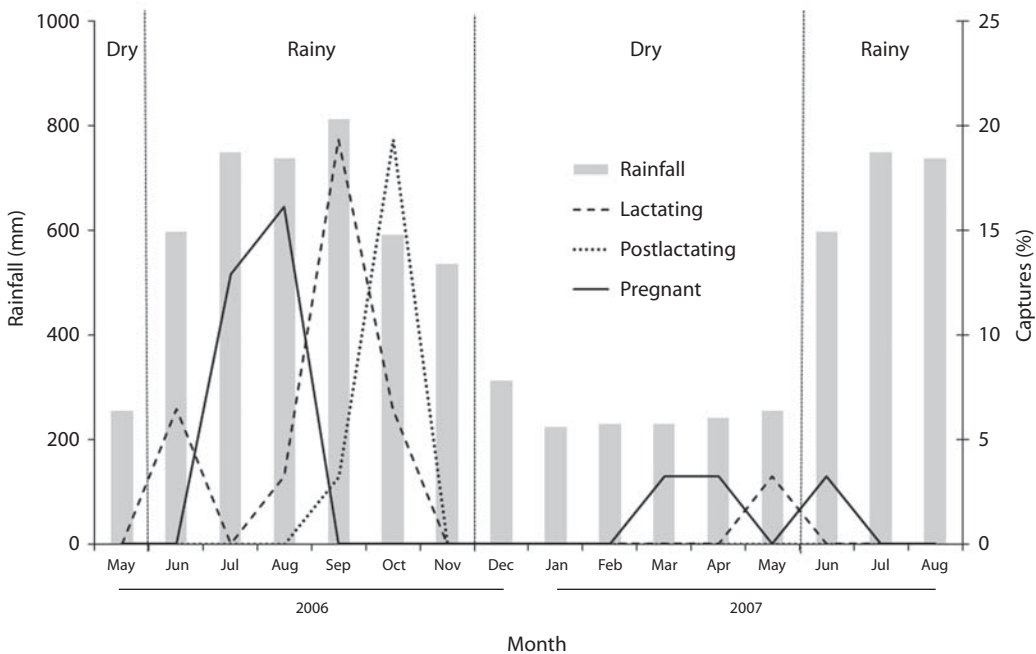 1000
800
600
400
200
0
Rainfall (mm)
25
20
15
10
5
0
Captures (%)
Dry
Rainy
Dry
Rainy
Rainfall
Lactating
Postlactating
Pregnant
May Jun Jul Aug Sep Oct Nov Dec Jan Feb Mar Apr May Jun Jul Aug
2006 2007
Month